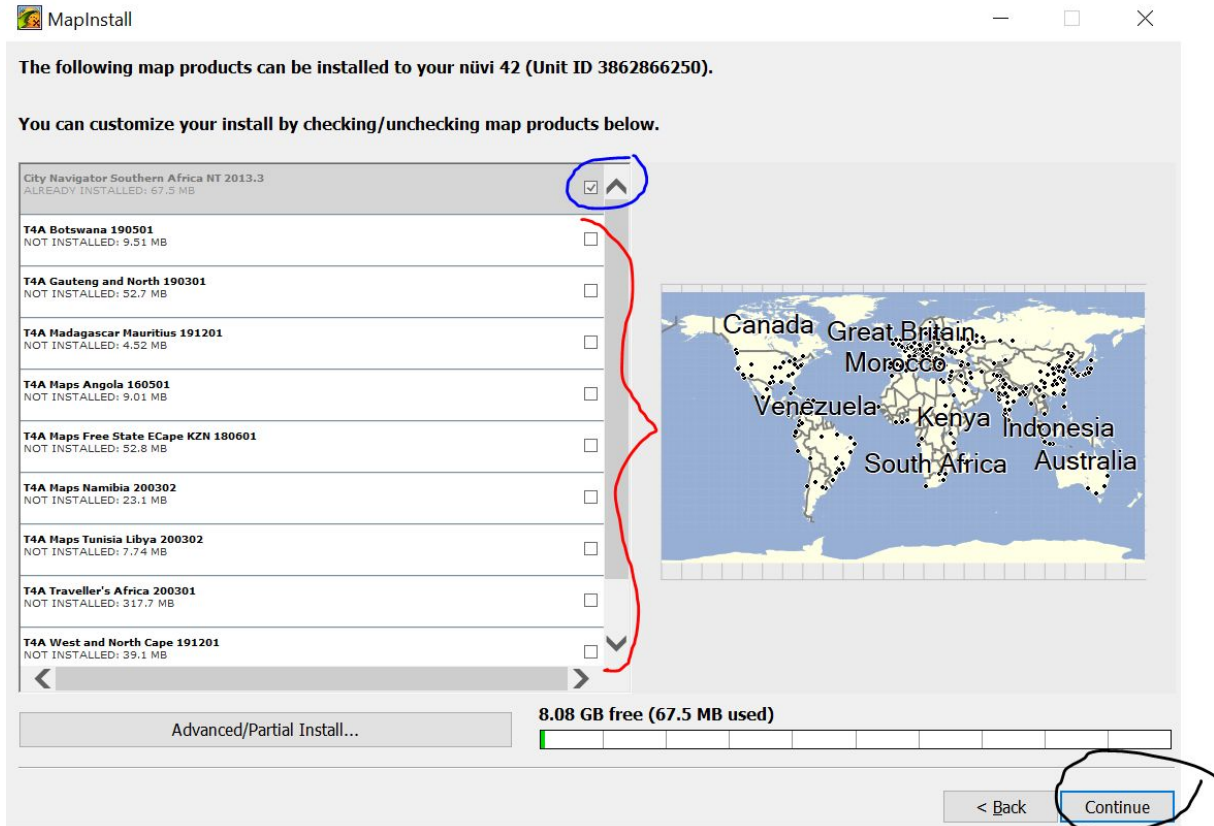 MapInstall
The following map products can be installed to your nüvi 42 (Unit ID 3862866250).
You can customize your install by checking/unchecking map products below.
City Navigator Southern Africa NT 2013.3
ALREADY INSTALLED: 67.5 MB
T4A Botswana 190501
NOT INSTALLED: 9.51 MB
T4A Gauteng and North 190301
NOT INSTALLED: 52.7 MB
T4A Madagascar Mauritius 191201
NOT INSTALLED: 4.52 MB
T4A Maps Angola 160501
NOT INSTALLED: 9.01 MB
T4A Maps Free State ECape KZN 180601
NOT INSTALLED: 52.8 MB
T4A Maps Namibia 200302
NOT INSTALLED: 23.1 MB
T4A Maps Tunisia Libya 200302
NOT INSTALLED: 7.74 MB
T4A Traveller's Africa 200301
NOT INSTALLED: 317.7 MB
T4A West and North Cape 191201
NOT INSTALLED: 39.1 MB
Canada
Great Britain
Morocco
Venezuela
Kenya
Indonesia
South Africa
Australia
Advanced/Partial Install...
8.08 GB free (67.5 MB used)
< Back
Continue